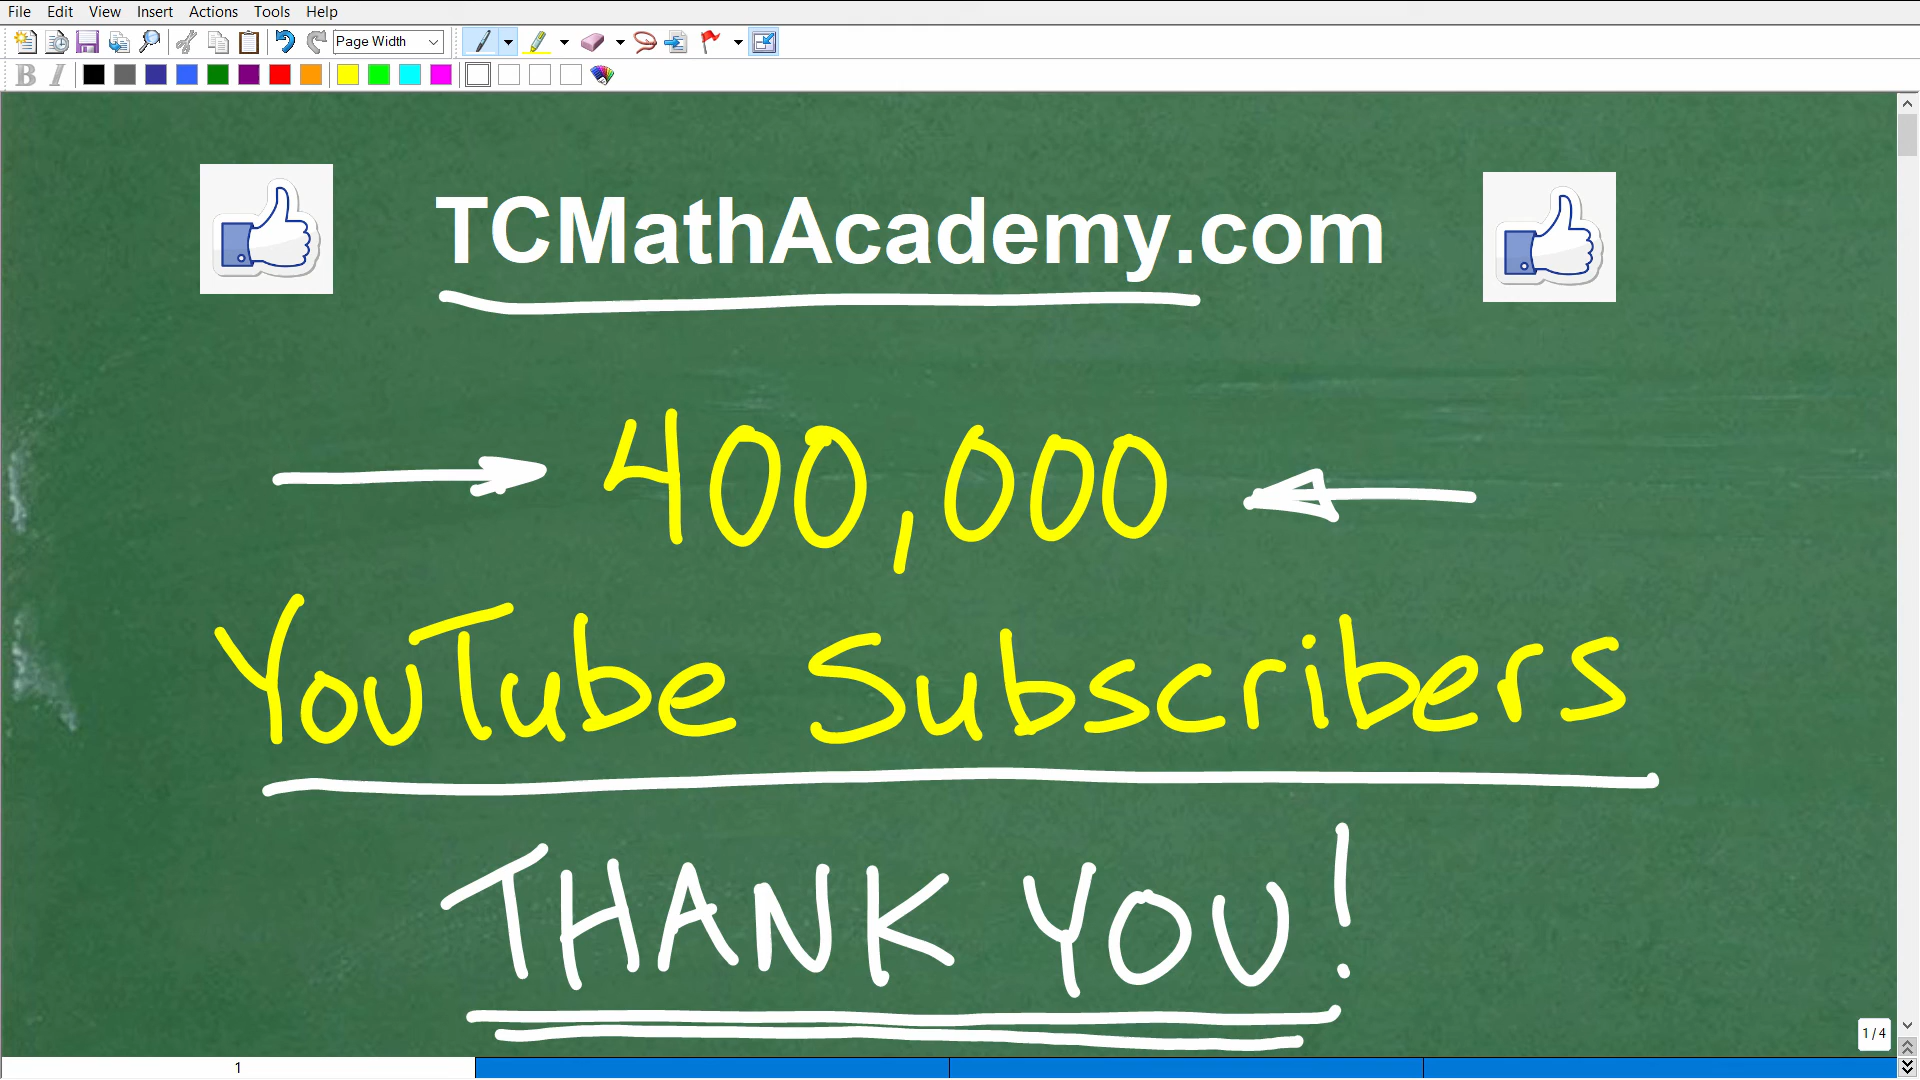 File Edit View Insert Actions Tools Help
Page Width
B I
TCMathAcademy.com
400,000
YouTube Subscribers
THANK YOU!
1 / 4
1